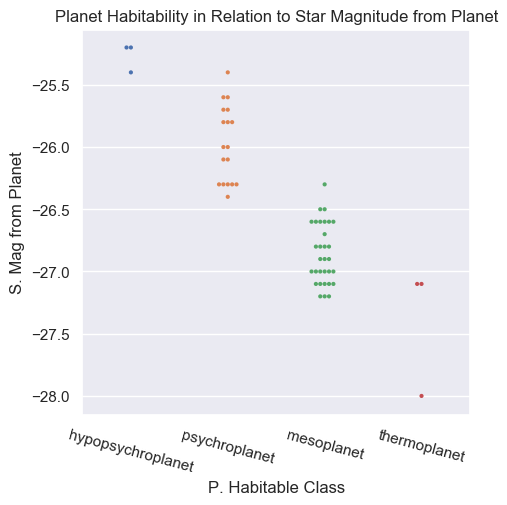 Planet Habitability in Relation to Star Magnitude from Planet
S. Mag from Planet
−25.5
−26.0
−26.5
−27.0
−27.5
−28.0
hypopsychroplanet
psychroplanet
mesoplanet
thermoplanet
P. Habitable Class